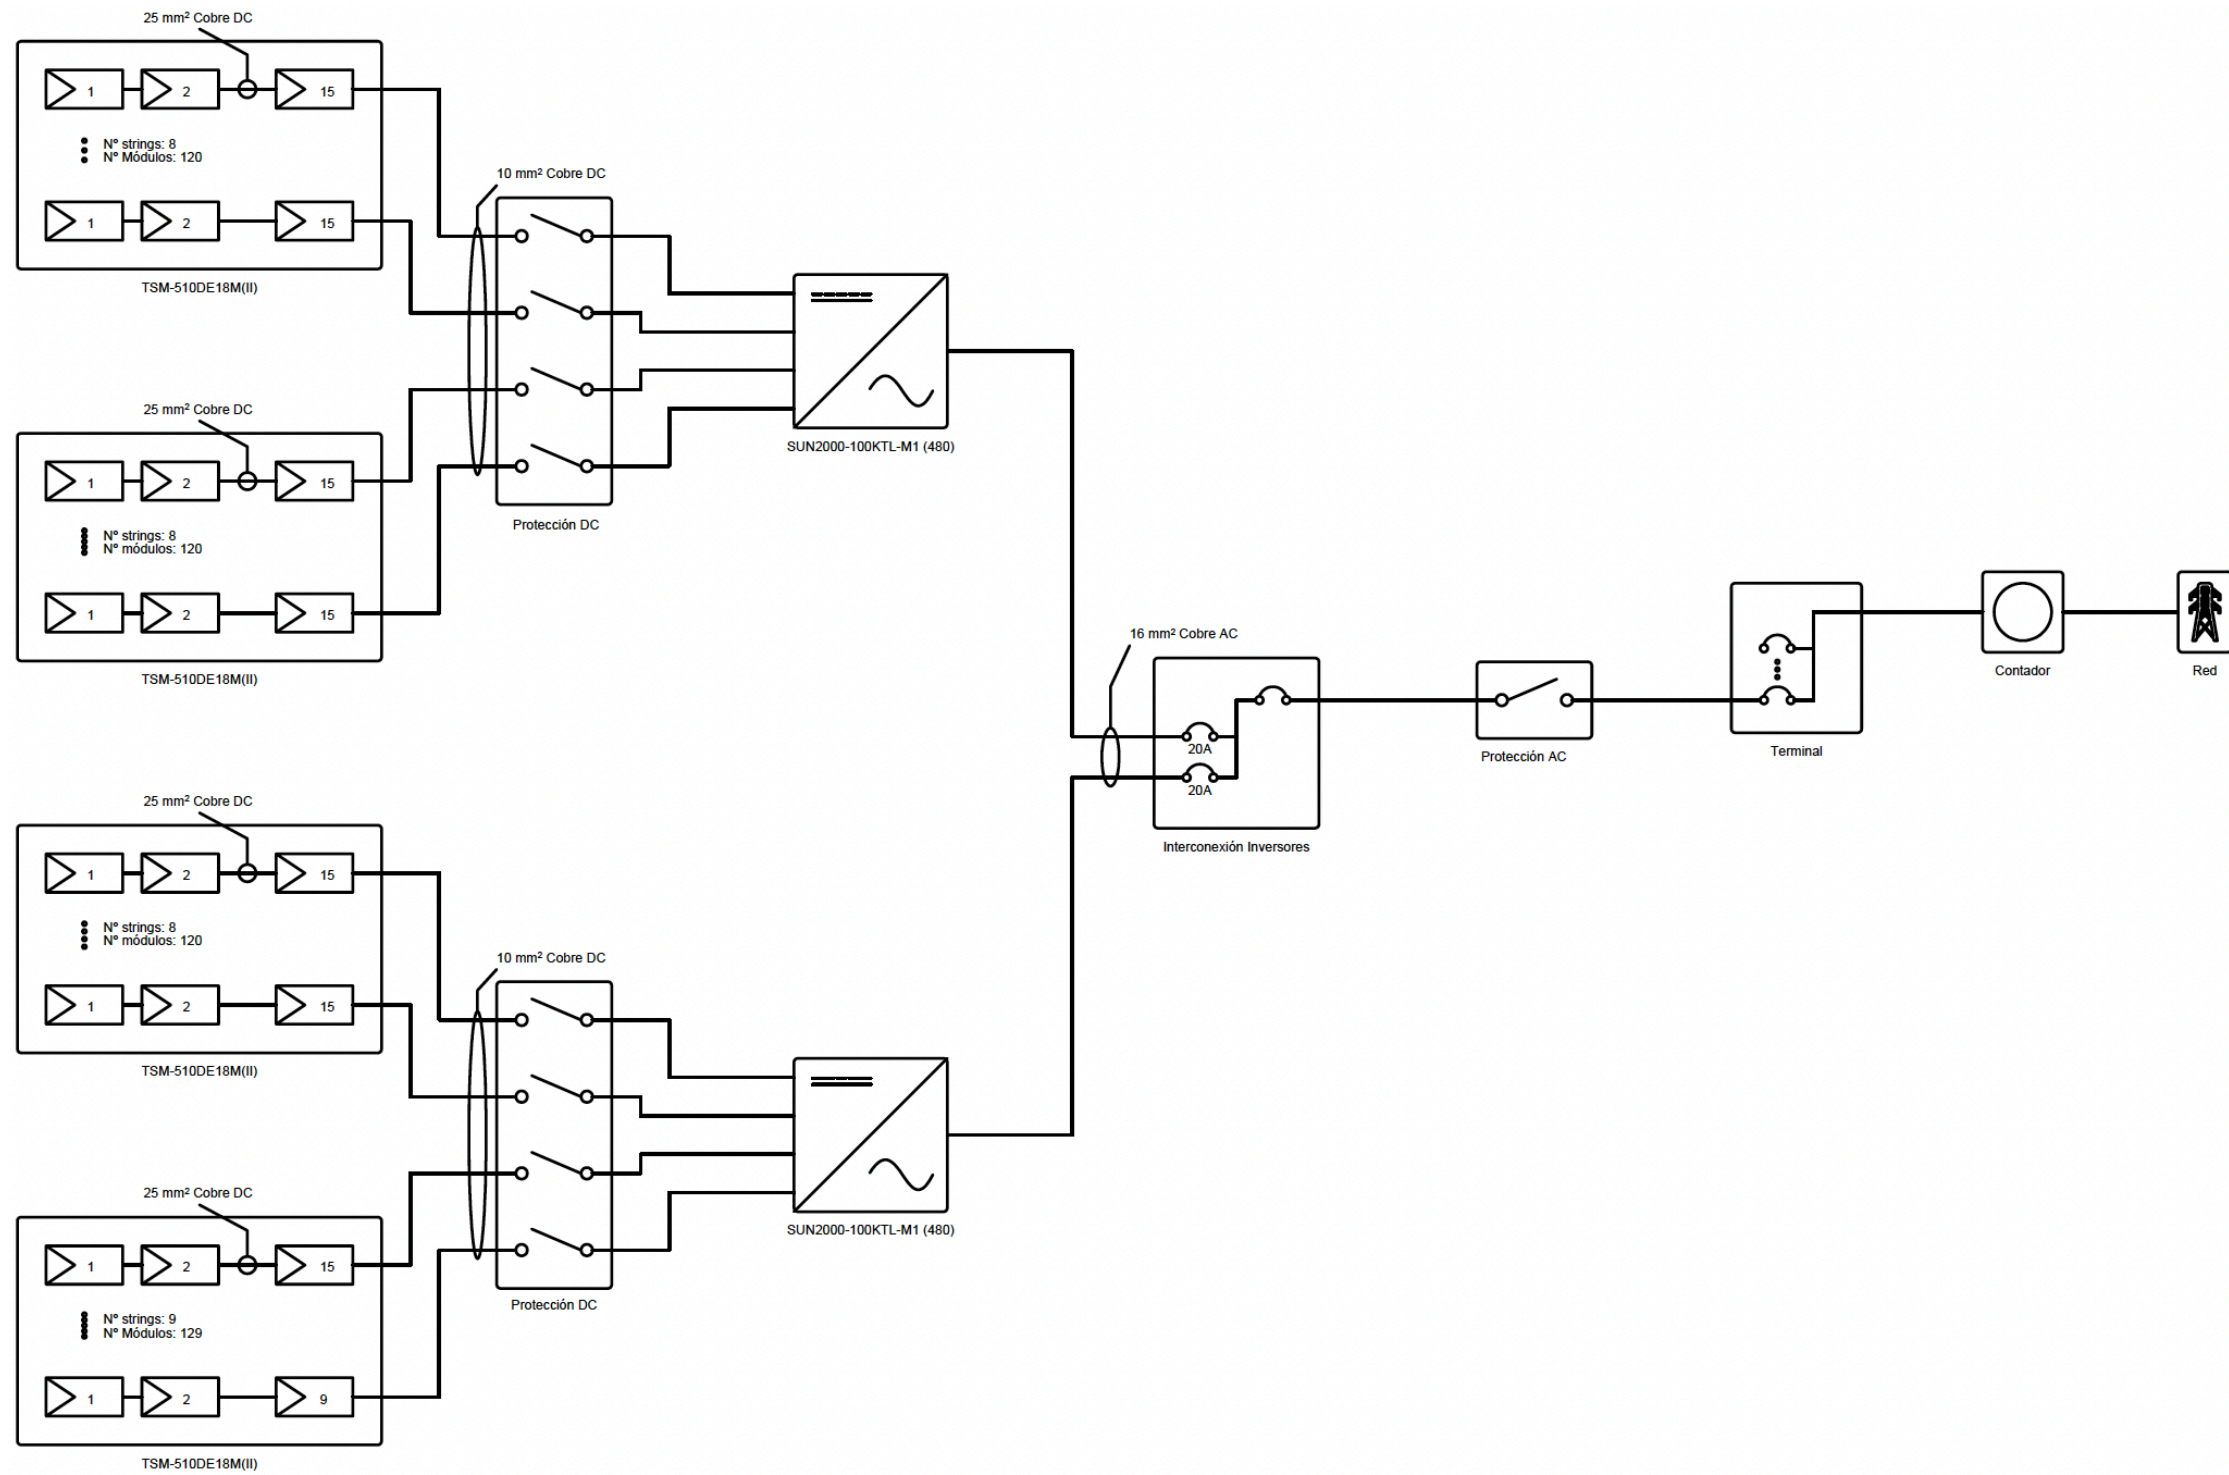 25 mm² Cobre DC
1 2 15
Nº strings: 8
Nº Módulos: 120
1 2 15
TSM-510DE18M(II)
10 mm² Cobre DC
SUN2000-100KTL-M1 (480)
Protección DC
25 mm² Cobre DC
1 2 15
Nº strings: 8
Nº módulos: 120
1 2 15
TSM-510DE18M(II)
16 mm² Cobre AC
20A
20A
Interconexión Inversores
Protección AC
Terminal
Contador
Red
25 mm² Cobre DC
1 2 15
Nº strings: 8
Nº módulos: 120
1 2 15
TSM-510DE18M(II)
10 mm² Cobre DC
SUN2000-100KTL-M1 (480)
Protección DC
25 mm² Cobre DC
1 2 15
Nº strings: 9
Nº Módulos: 129
1 2 9
TSM-510DE18M(II)